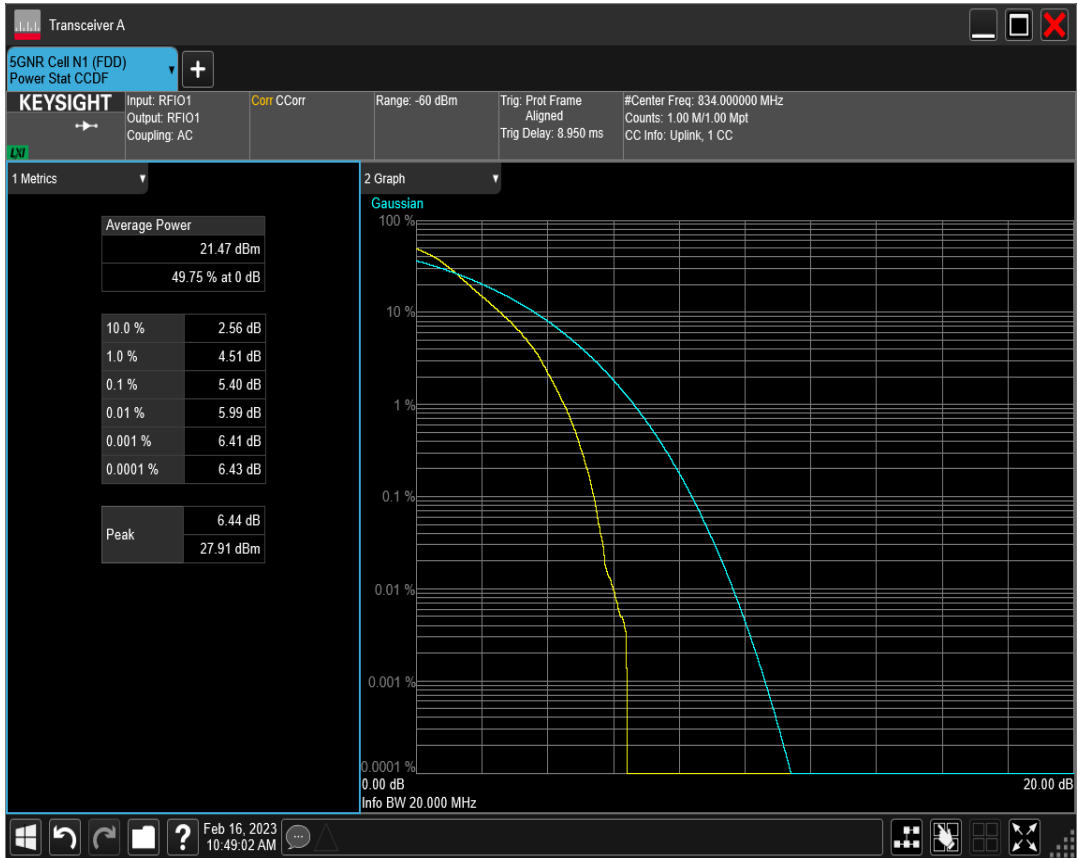 Transceiver A
5GNR Cell N1 (FDD)
Power Stat CCDF
+
KEYSIGHT
LXI
Input: RFIO1
Output: RFIO1
Coupling: AC
Corr CCorr
Range: -60 dBm
Trig: Prot Frame
Aligned
Trig Delay: 8.950 ms
#Center Freq: 834.000000 MHz
Counts: 1.00 M/1.00 Mpt
CC Info: Uplink, 1 CC
1 Metrics
Average Power
21.47 dBm
49.75 % at 0 dB
10.0 % 2.56 dB
1.0 % 4.51 dB
0.1 % 5.40 dB
0.01 % 5.99 dB
0.001 % 6.41 dB
0.0001 % 6.43 dB
Peak 6.44 dB
27.91 dBm
2 Graph
Gaussian
100 %
10 %
1 %
0.1 %
0.01 %
0.001 %
0.0001 %
0.00 dB 20.00 dB
Info BW 20.000 MHz
?
Feb 16, 2023
10:49:02 AM